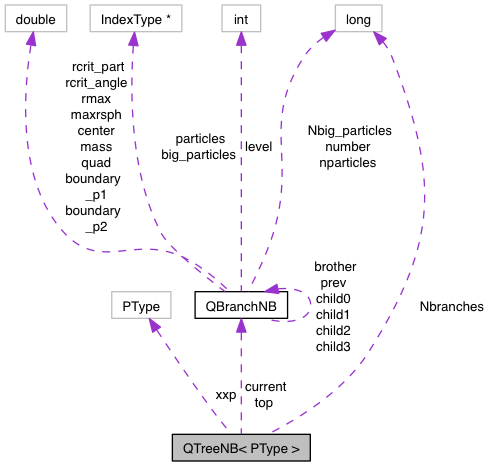 double
IndexType *
int
long
rcrit_part
rcrit_angle
rmax
maxrsph
center
mass
quad
boundary
_p1
boundary
_p2
particles
big_particles
level
Nbig_particles
number
nparticles
brother
prev
child0
child1
child2
child3
PType
QBranchNB
Nbranches
xxp
current
top
QTreeNB< PType >